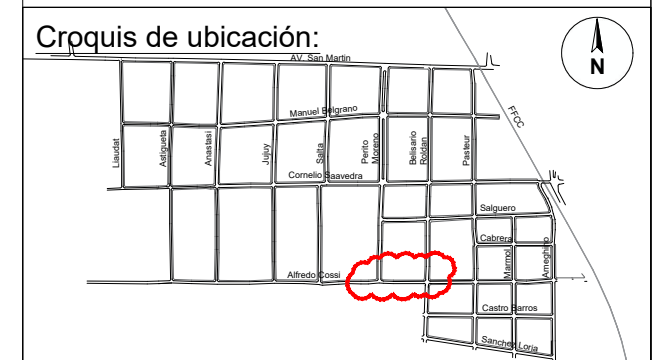 Croquis de ubicación:
AV. San Martin
N
Manuel Belgrano
FFCC
Liaudat
Astigueta
Anastasi
Jujuy
Salta
Perito
Moreno
Belisario
Roldan
Pasteur
Cornelio Saavedra
Salguero
Cabrera
Marmol
Ameghino
Alfredo Cossi
Castro Barros
Sanchez Loria